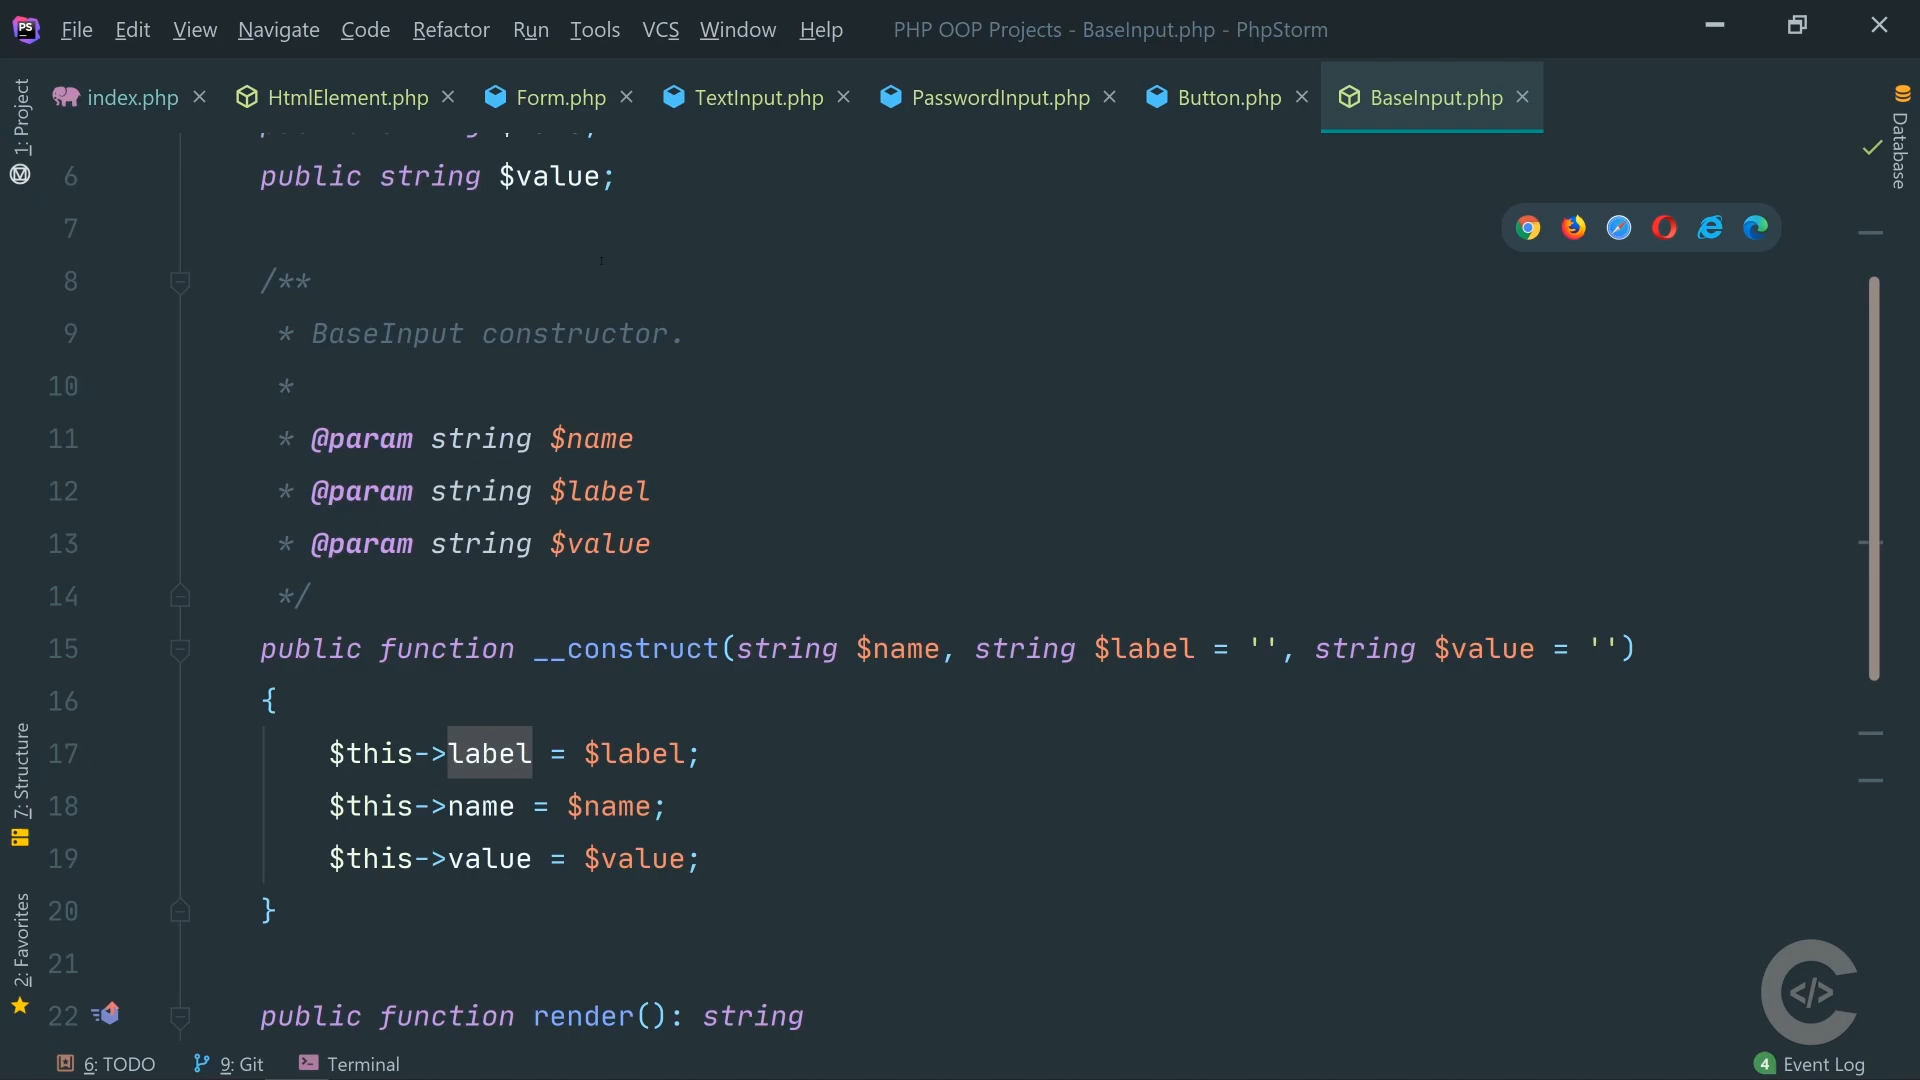 File Edit View Navigate Code Refactor Run Tools VCS Window Help PHP OOP Projects - BaseInput.php - PhpStorm
index.php HtmlElement.php Form.php TextInput.php PasswordInput.php Button.php BaseInput.php
1: Project
Database
6 public string $value;
7
8 /**
9 * BaseInput constructor.
10 *
11 * @param string $name
12 * @param string $label
13 * @param string $value
14 */
15 public function __construct(string $name, string $label = '', string $value = '')
16 {
17 $this->label = $label;
18 $this->name = $name;
19 $this->value = $value;
20 }
21
22 public function render(): string
7: Structure
2: Favorites
6: TODO 9: Git Terminal 4 Event Log